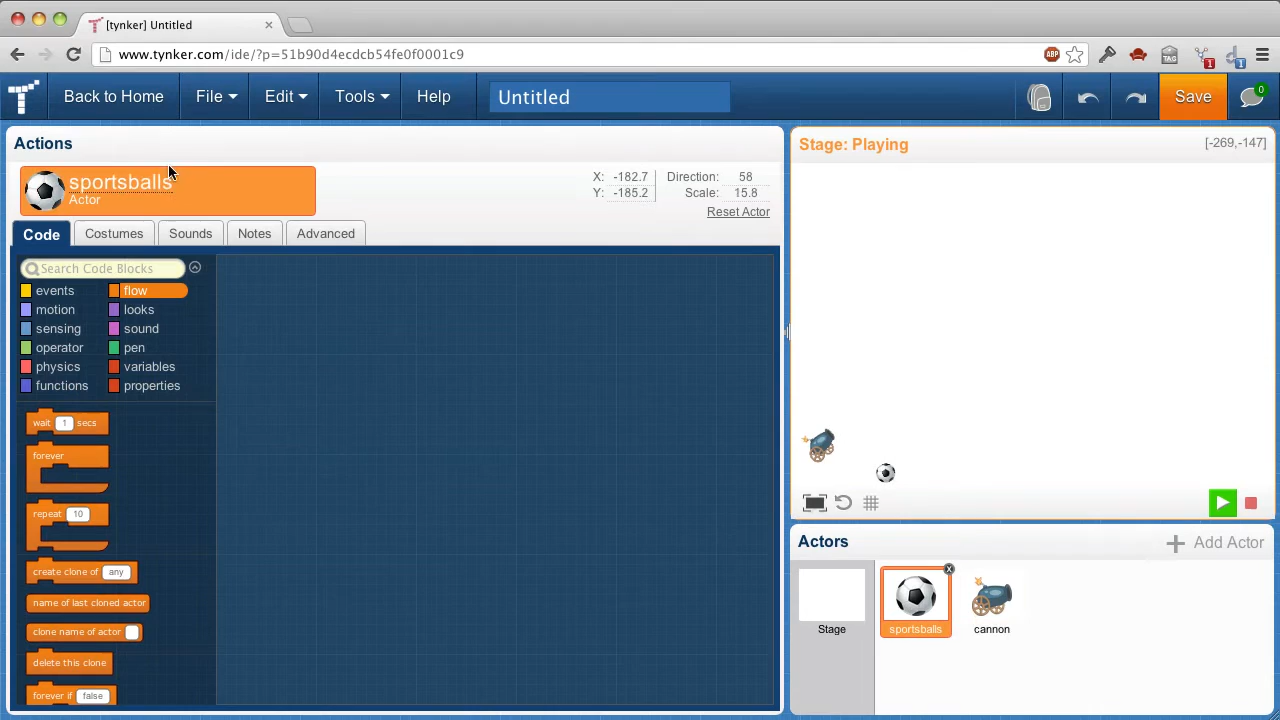 [tynker] Untitled
www.tynker.com/ide/?p=51b90d4ecdcb54fe0f0001c9
ABP
TAG
1
1
Back to Home
File
Edit
Tools
Help
Untitled
Save
0
Actions
sportsballs
Actor
X: -182.7
Y: -185.2
Direction: 58
Scale: 15.8
Reset Actor
Code
Costumes
Sounds
Notes
Advanced
Search Code Blocks
events
flow
motion
looks
sensing
sound
operator
pen
physics
variables
functions
properties
wait 1 secs
forever
repeat 10
create clone of any
name of last cloned actor
clone name of actor
delete this clone
forever if false
Stage: Playing
[-269,-147]
Actors
Add Actor
Stage
x
sportsballs
cannon